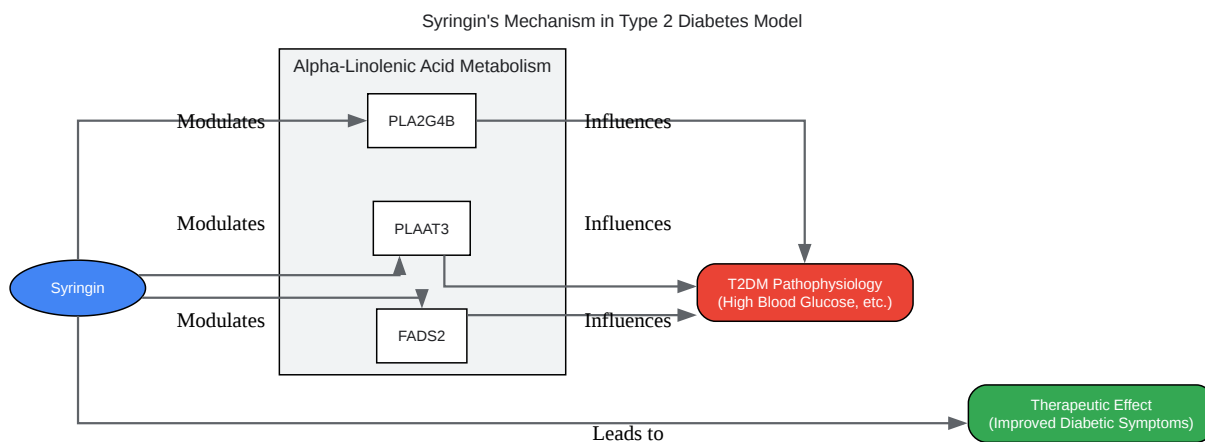 Syringin's Mechanism in Type 2 Diabetes Model
Alpha-Linolenic Acid Metabolism
Modulates
PLA2G4B
Influences
Modulates
PLAAT3
Influences
Syringin
T2DM Pathophysiology
(High Blood Glucose, etc.)
Modulates
FADS2
Influences
Therapeutic Effect
(Improved Diabetic Symptoms)
Leads to